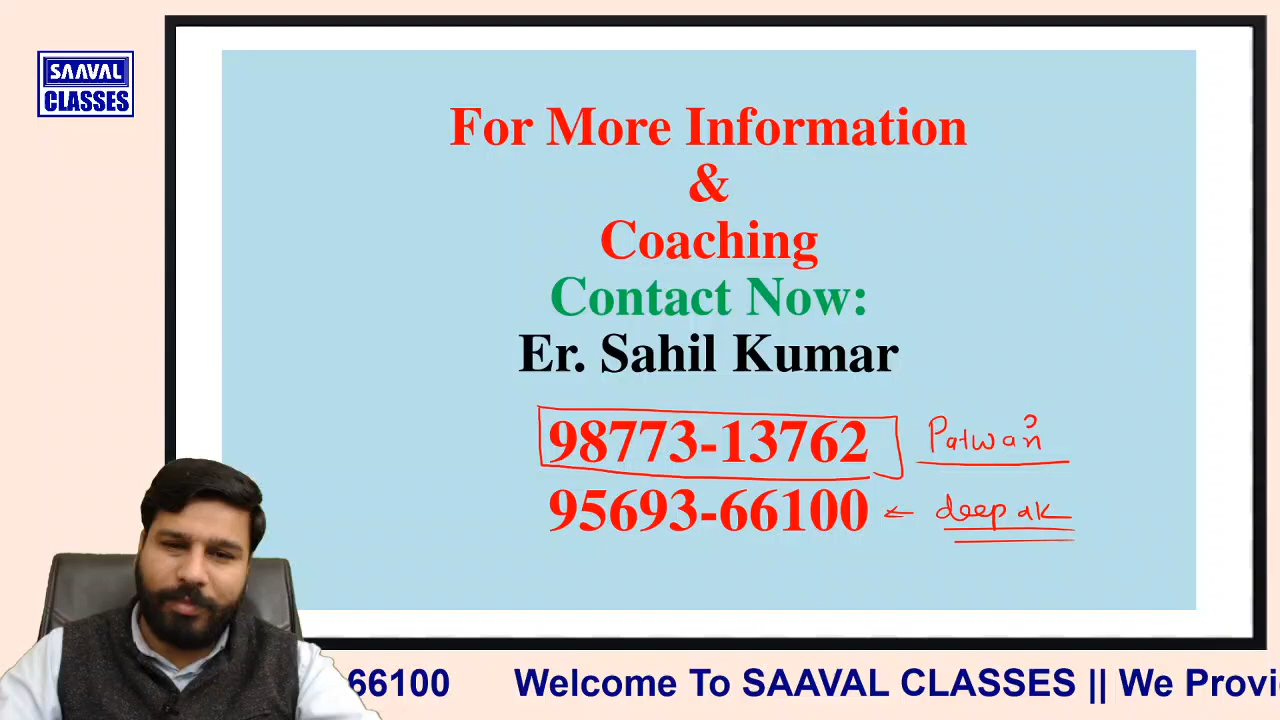 SAAVAL
CLASSES
For More Information
&
Coaching
Contact Now:
Er. Sahil Kumar
98773-13762 Patwari
95693-66100 ← deepak
66100 Welcome To SAAVAL CLASSES || We Provi